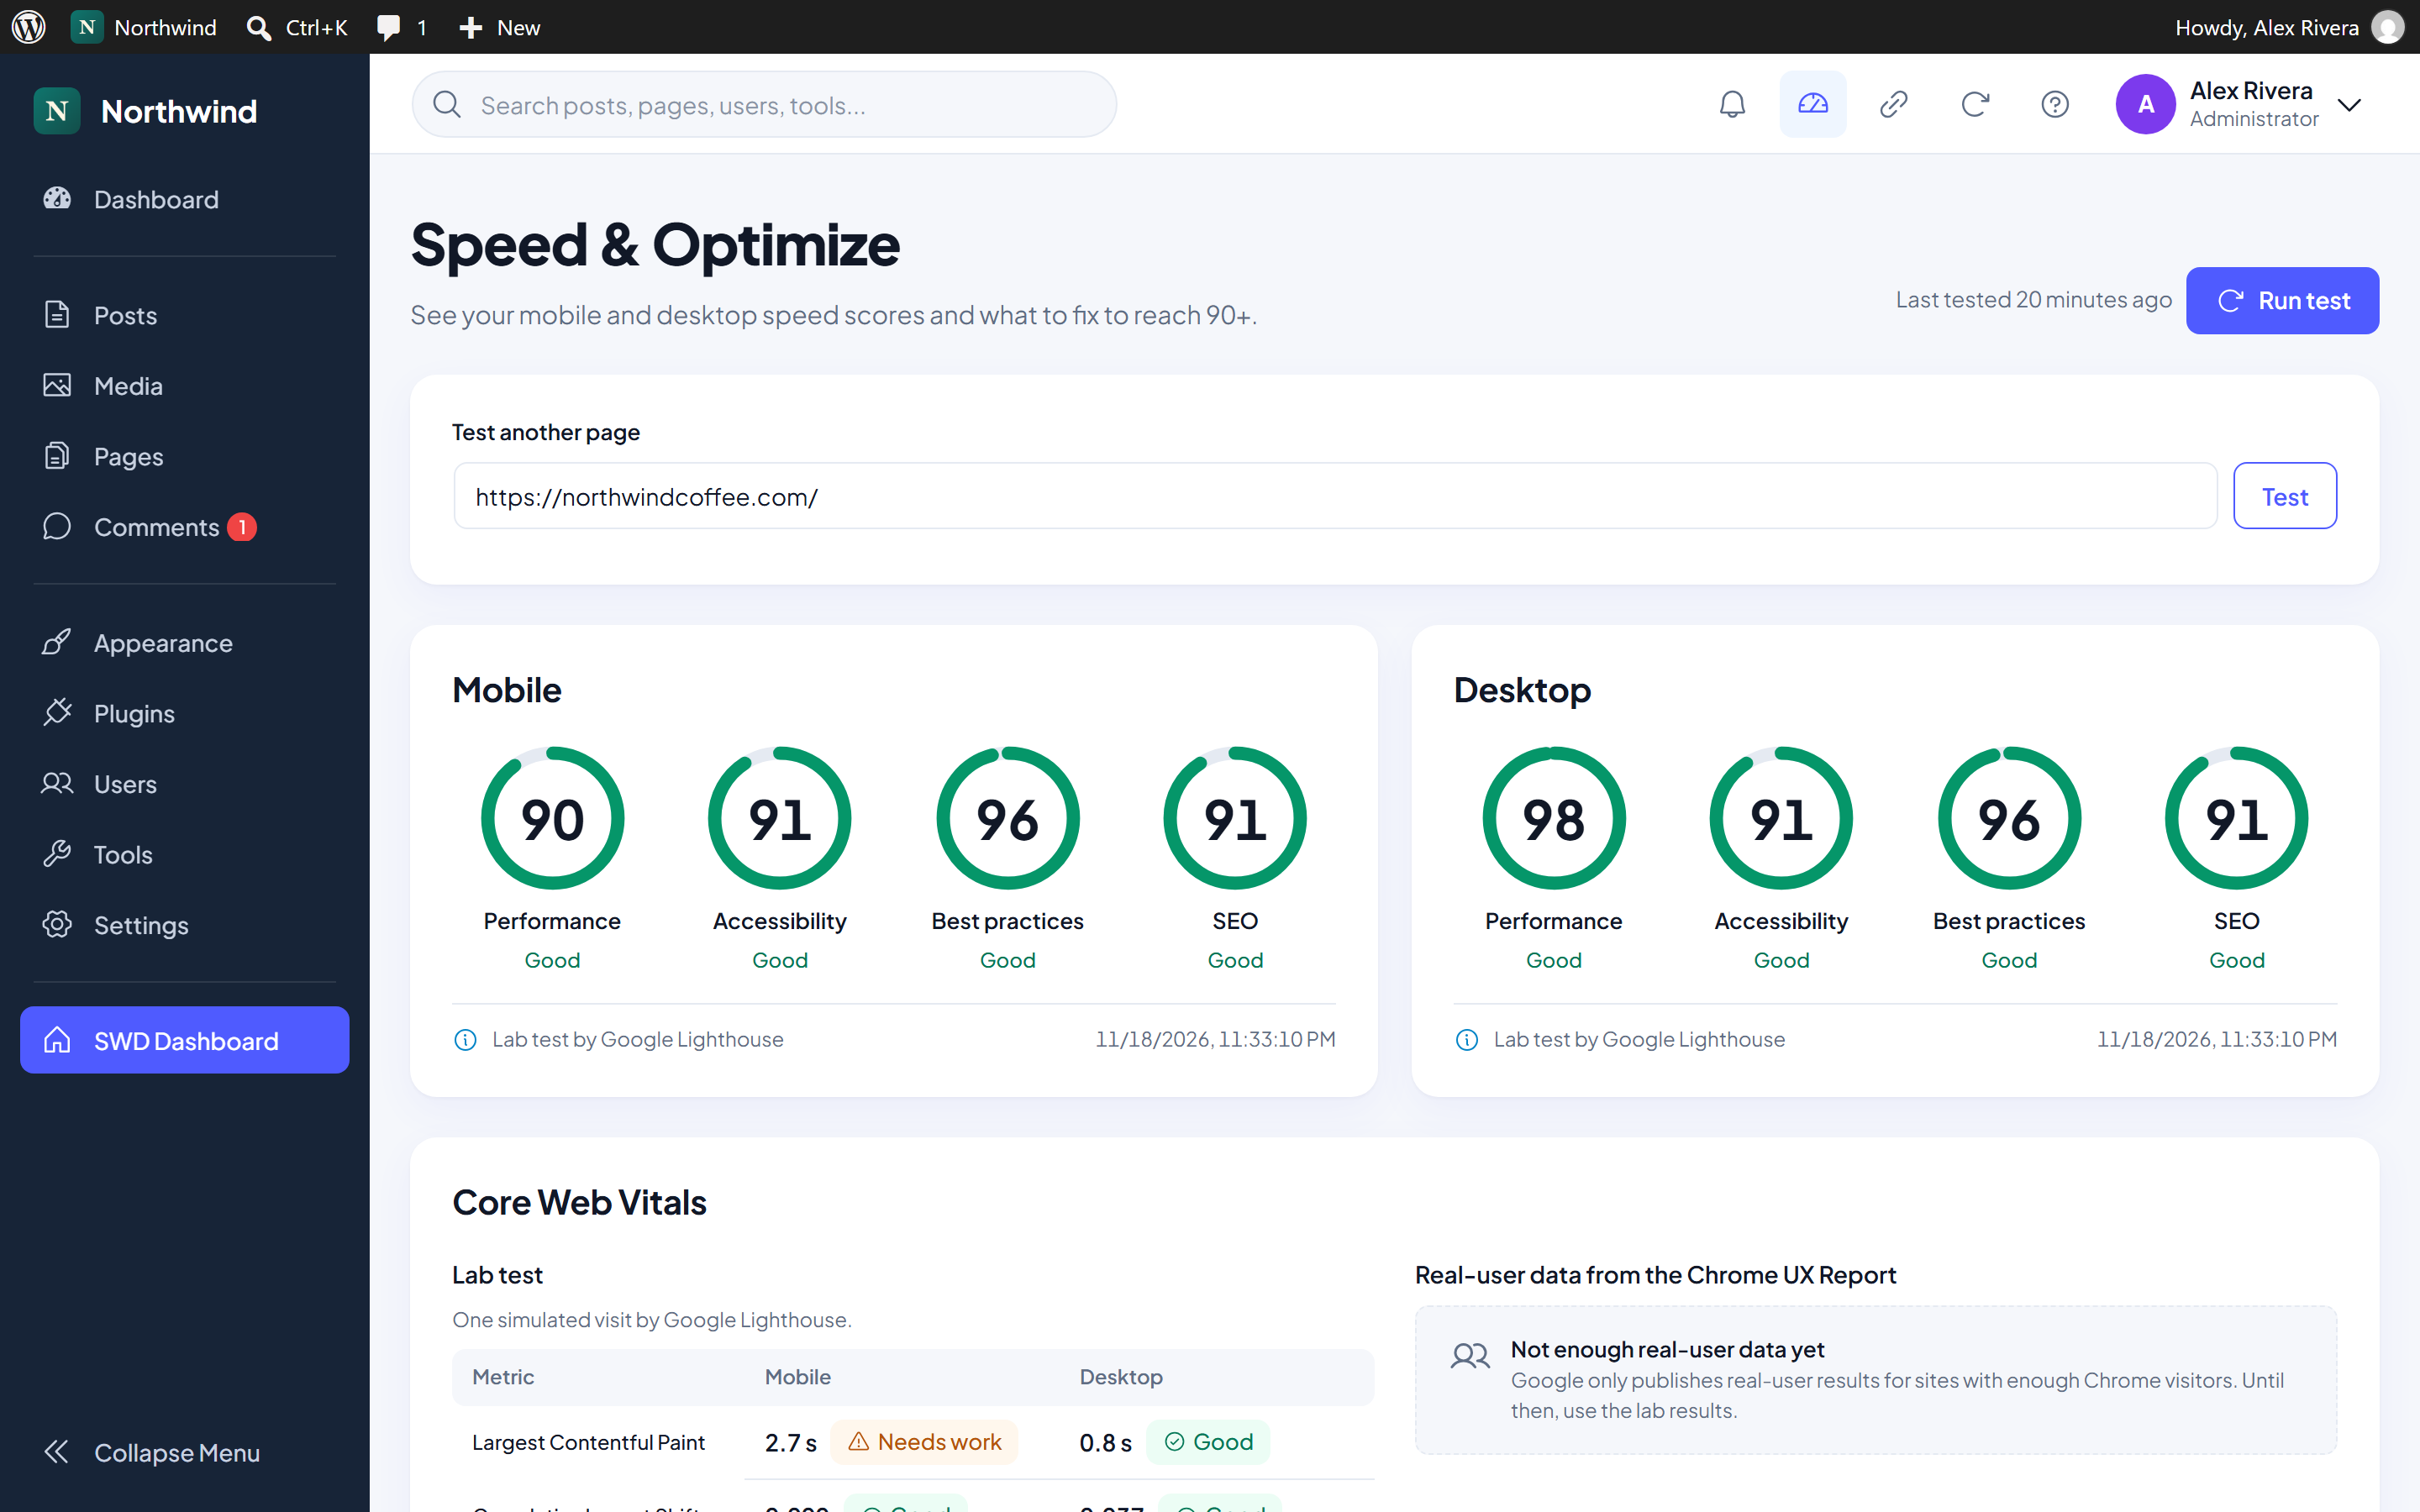 Northwind
Ctrl+K
1
New
Howdy, Alex Rivera
N
N Northwind
Dashboard
Posts
Media
Pages
Comments 1
Appearance
Plugins
Users
Tools
Settings
SWD Dashboard
Collapse Menu
Search posts, pages, users, tools...
A
Alex Rivera
Administrator
Speed & Optimize
See your mobile and desktop speed scores and what to fix to reach 90+.
Last tested 20 minutes ago
Run test
Test another page
https://northwindcoffee.com/
Test
Mobile
90 91 96 91
Performance Accessibility Best practices SEO
Good Good Good Good
Lab test by Google Lighthouse 11/18/2026, 11:33:10 PM
Desktop
98 91 96 91
Performance Accessibility Best practices SEO
Good Good Good Good
Lab test by Google Lighthouse 11/18/2026, 11:33:10 PM
Core Web Vitals
Lab test
One simulated visit by Google Lighthouse.
Metric Mobile Desktop
Largest Contentful Paint 2.7 s Needs work 0.8 s Good
Real-user data from the Chrome UX Report
Not enough real-user data yet
Google only publishes real-user results for sites with enough Chrome visitors. Until
then, use the lab results.